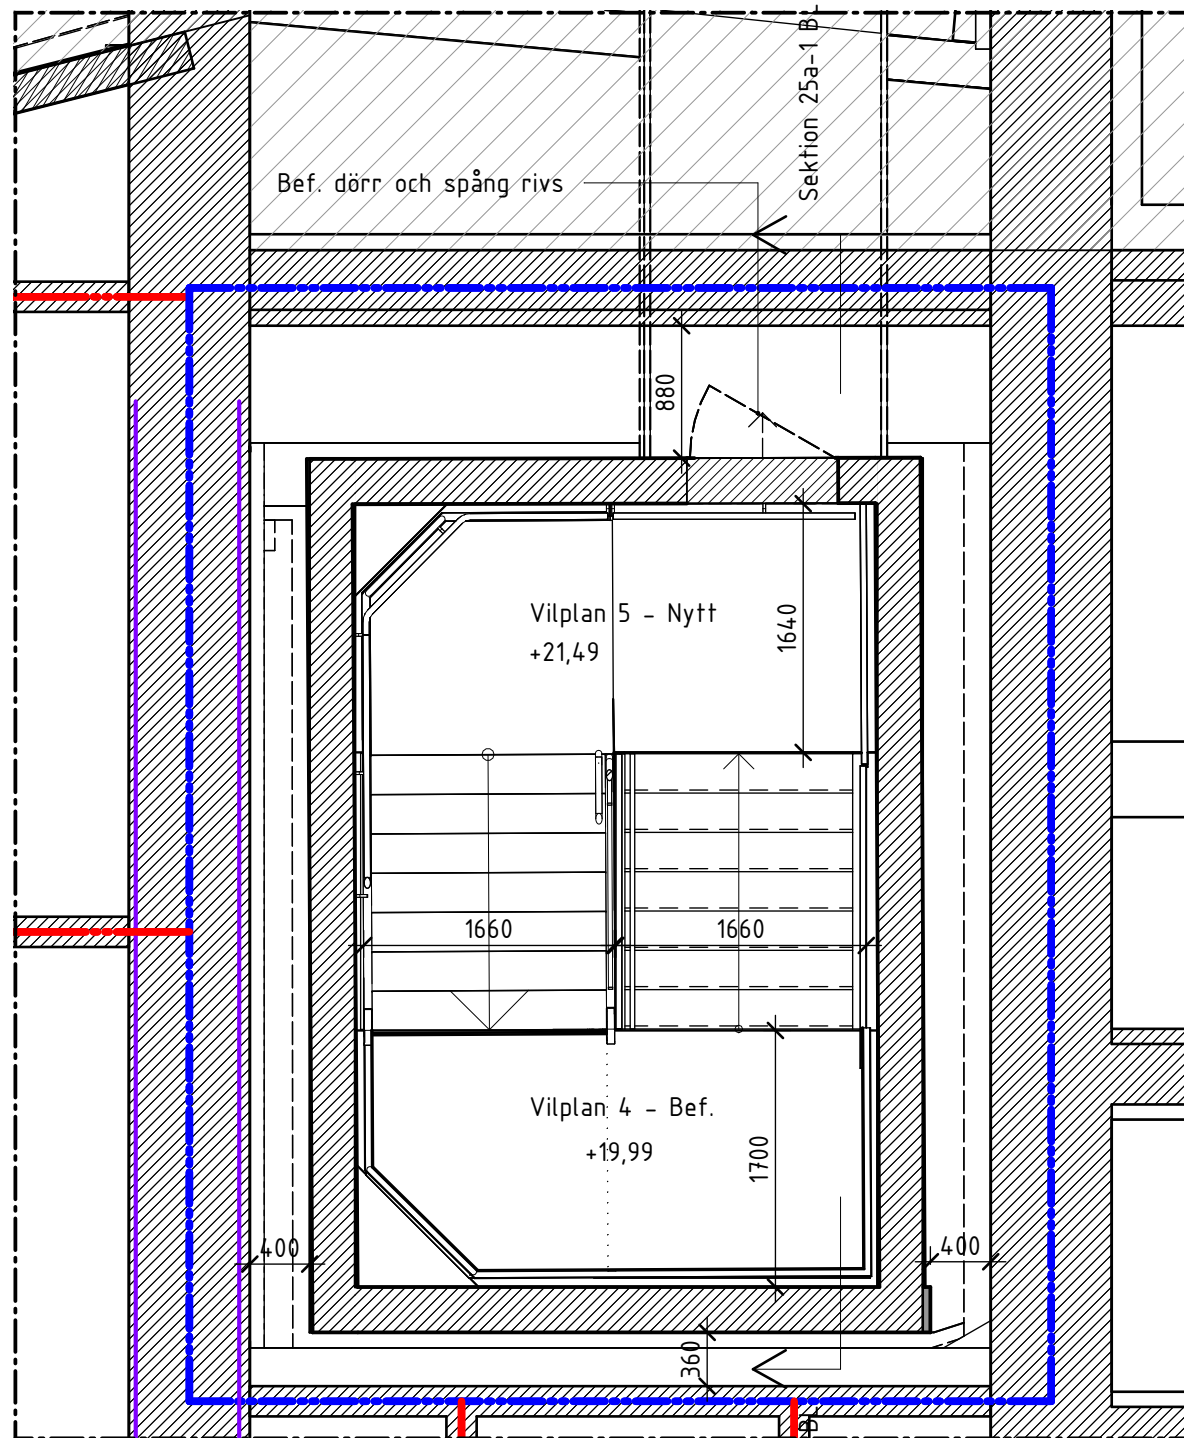 Sektion 25a-1 B-
Bef. dörr och spång rivs
880
Vilplan 5 - Nytt
+21,49
1640
1660
1660
Vilplan 4 - Bef.
+19,99
1700
400
400
360
B